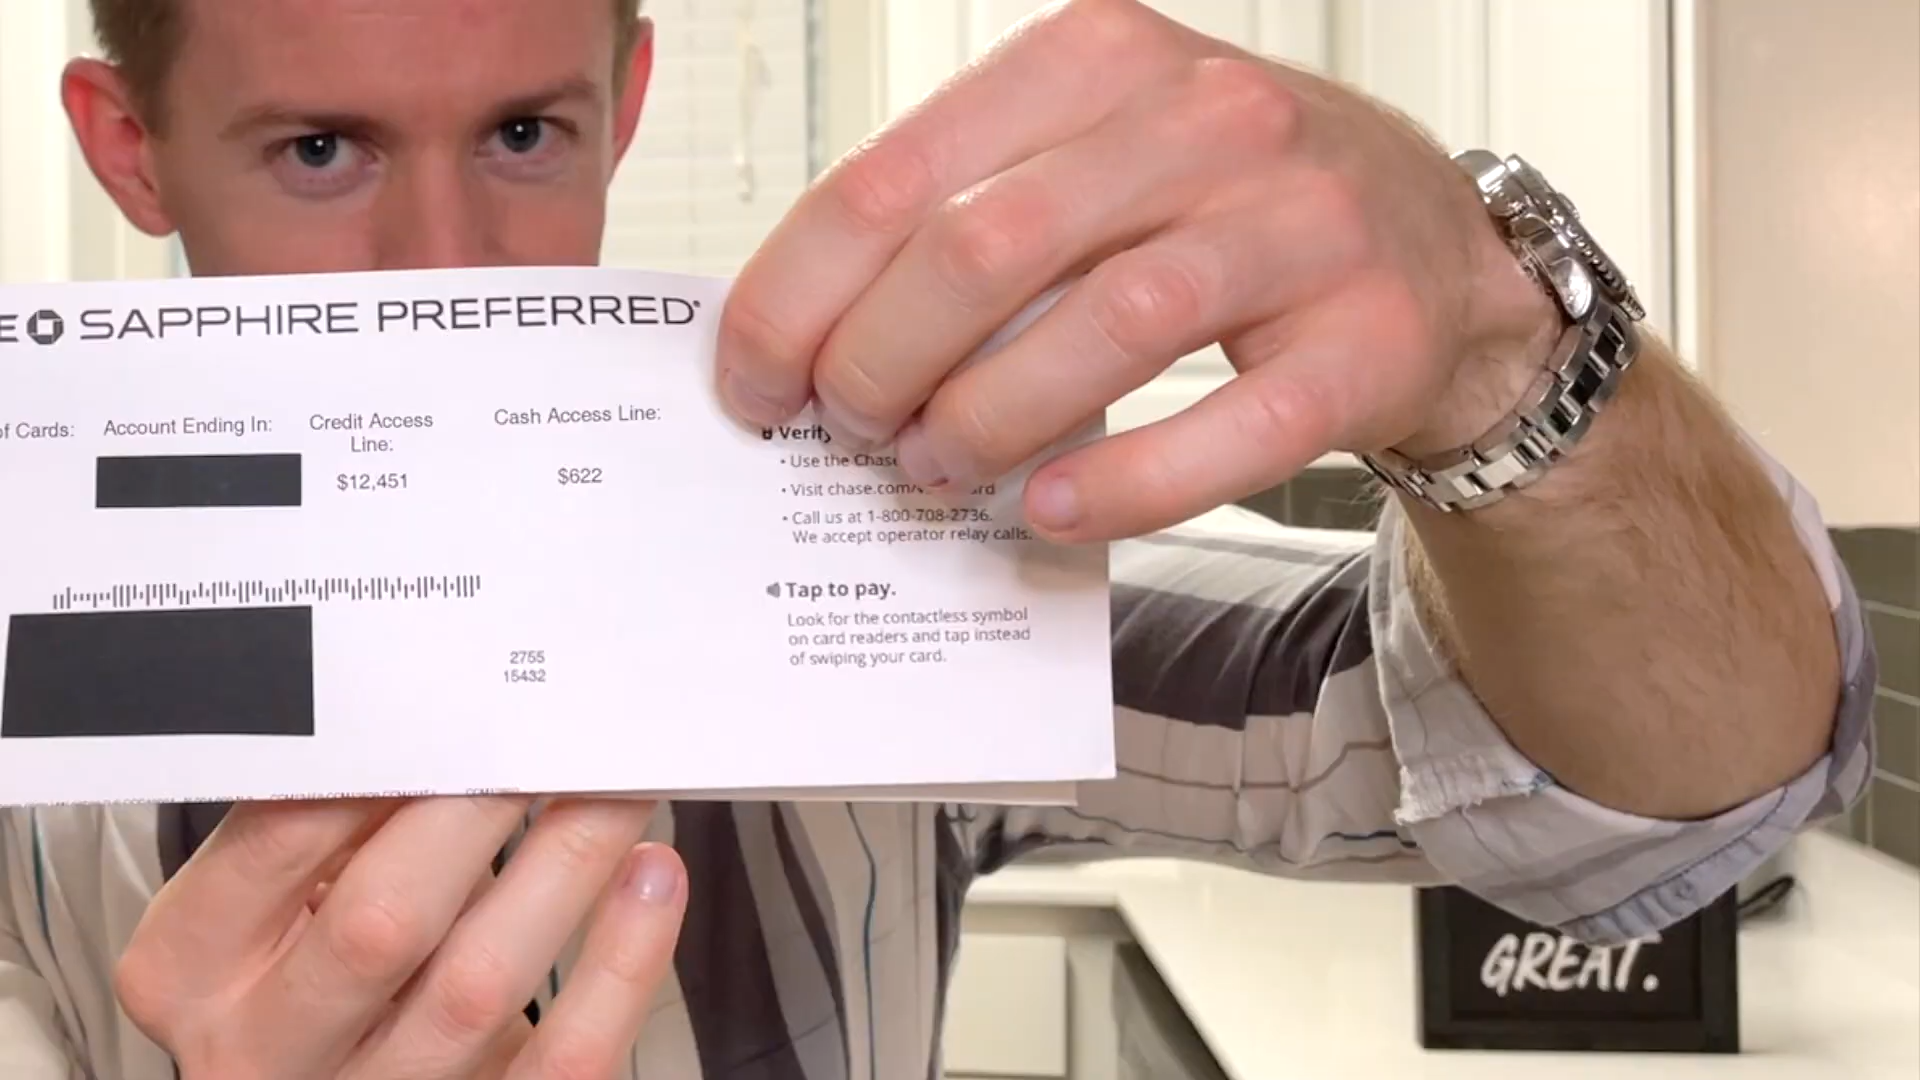 E SAPPHIRE PREFERRED®
of Cards:
Account Ending In:
Credit Access
Line:
Cash Access Line:
$12,451
$622
Verify
• Use the Chase
• Visit chase.com/
• Call us at 1-800-708-2736.
We accept operator relay calls.
Tap to pay.
Look for the contactless symbol
on card readers and tap instead
of swiping your card.
2755
15432
GREAT.